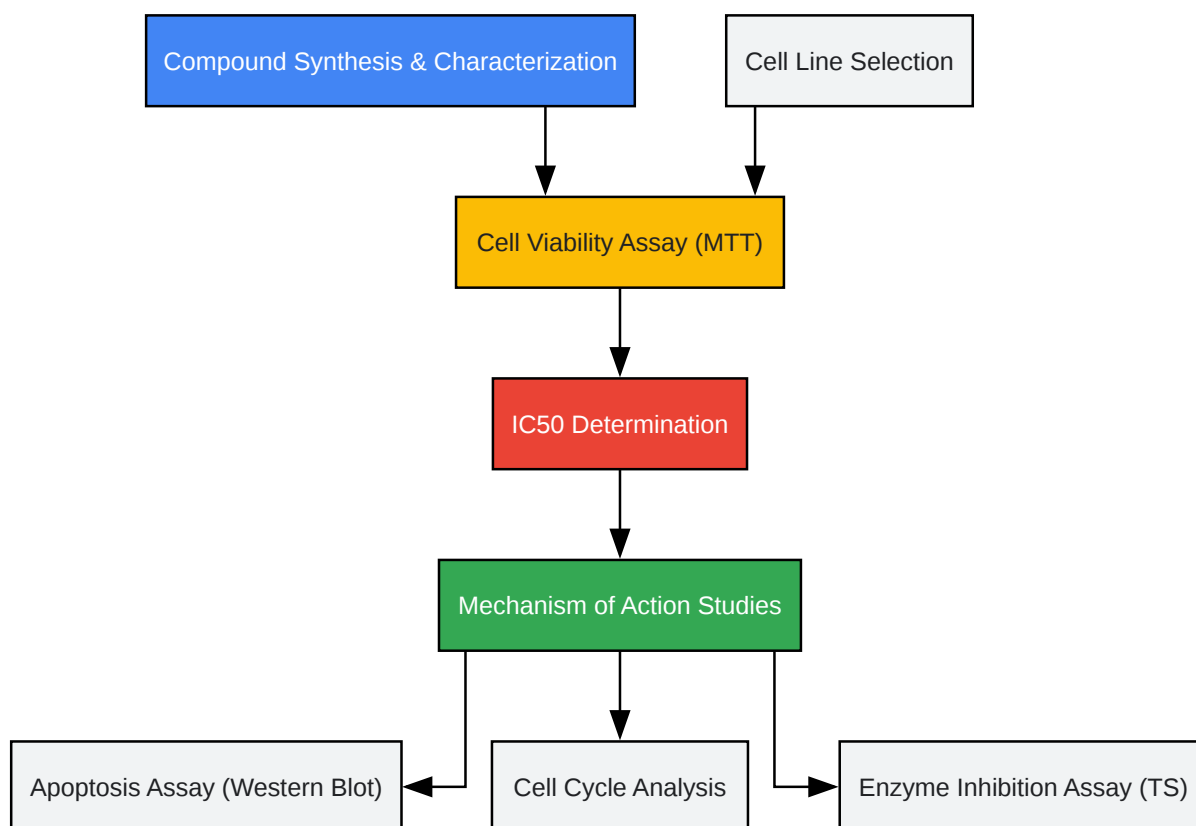 Compound Synthesis & Characterization
Cell Line Selection
Cell Viability Assay (MTT)
IC50 Determination
Mechanism of Action Studies
Apoptosis Assay (Western Blot)
Cell Cycle Analysis
Enzyme Inhibition Assay (TS)